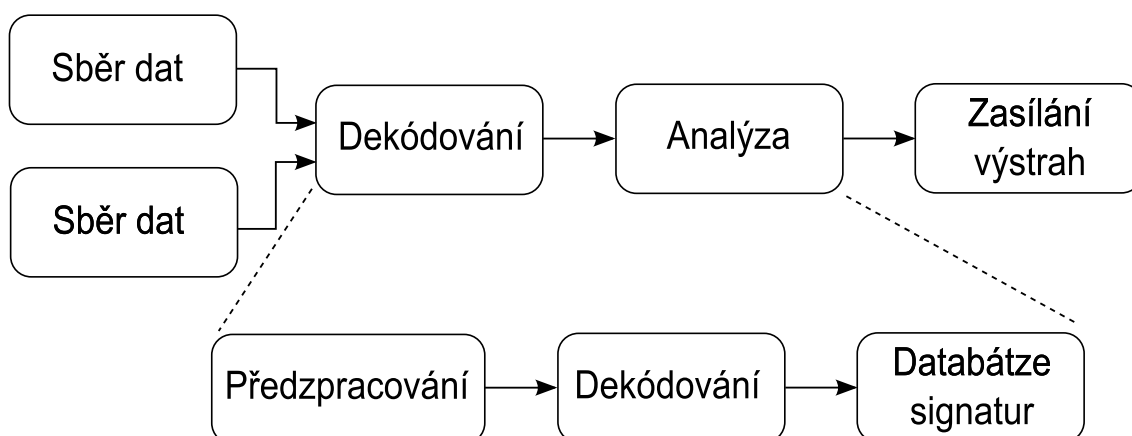 Sběr dat
Sběr dat
Dekódování
Analýza
Zasílání
výstrah
Předzpracování
Dekódování
Databátze
signatur